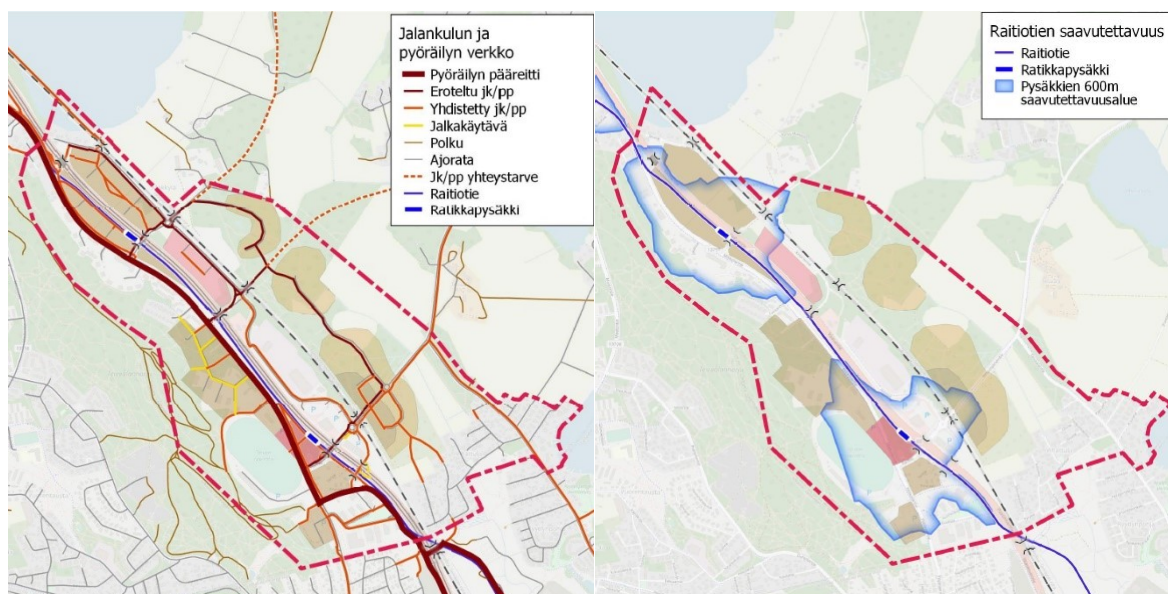 Jalankulun ja
pyöräilyn verkko
Pyöräilyn pääreitti
Eroteltu jk/pp
Yhdistetty jk/pp
Jalkakäytävä
Polku
Ajorata
Jk/pp yhteystarve
Raitiotie
Ratikkapysäkki
Raitiotien saavutettavuus
Raitiotie
Ratikkapysäkki
Pysäkkien 600m
saavutettavuusalue